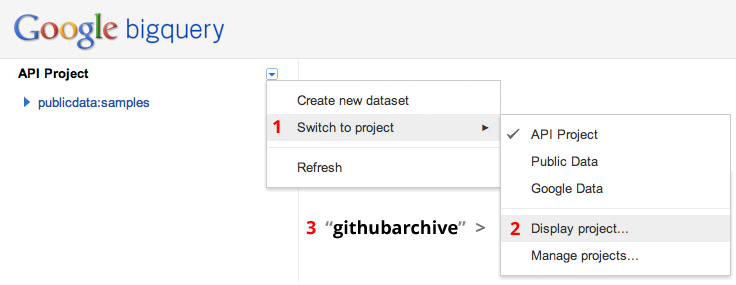 Google bigquery
API Project
publicdata:samples
Create new dataset
1 Switch to project
Refresh
API Project
Public Data
Google Data
2 Display project...
Manage projects...
3 “githubarchive” >